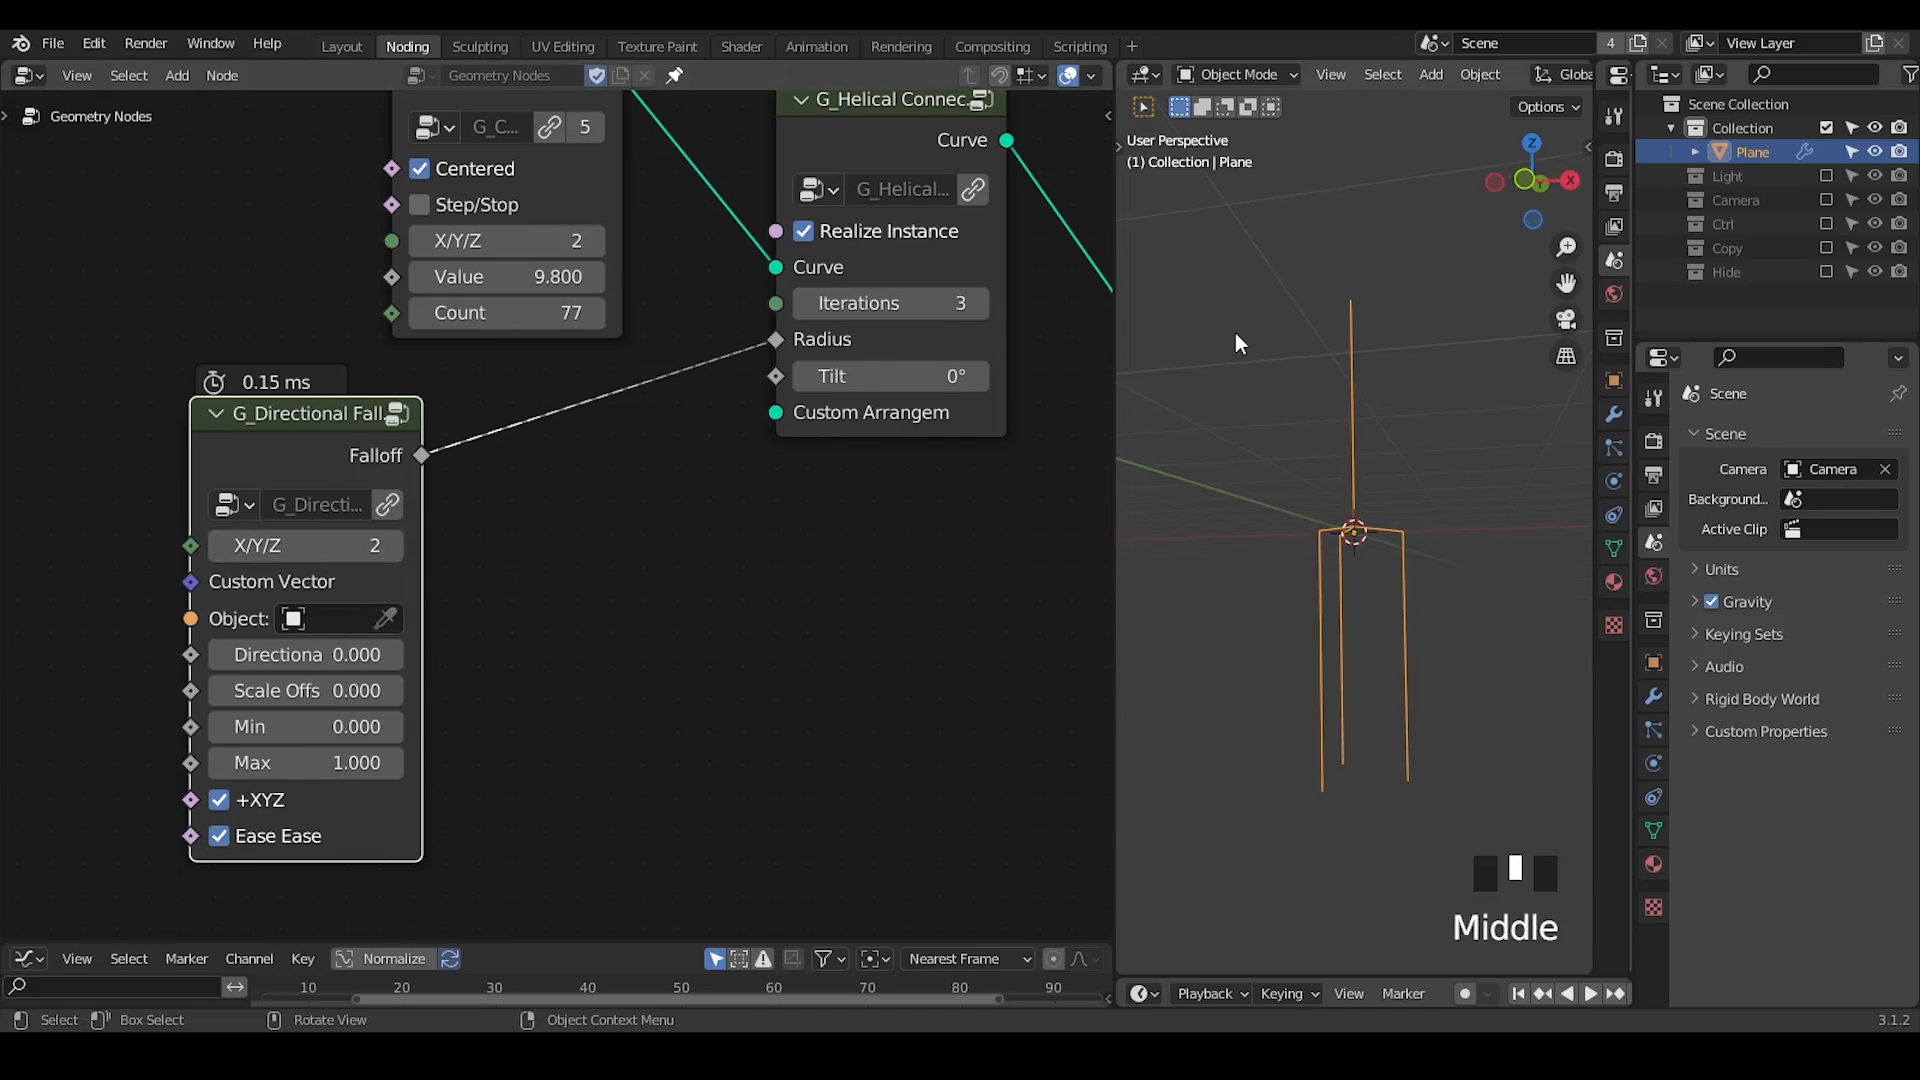 File Edit Render Window Help
Layout Noding Sculpting UV Editing Texture Paint Shader Animation Rendering Compositing Scripting +
Scene 4
View Layer
View Select Add Node
Geometry Nodes
Object Mode View Select Add Object Globa
Geometry Nodes
G_C... 5
Centered
Step/Stop
X/Y/Z 2
Value 9.800
Count 77
G_Helical Connec.
Curve
G_Helical...
Realize Instance
Curve
Iterations 3
Radius
Tilt 0°
Custom Arrangem
0.15 ms
G_Directional Fall.
Falloff
G_Directi...
X/Y/Z 2
Custom Vector
Object:
Directiona 0.000
Scale Offs 0.000
Min 0.000
Max 1.000
+XYZ
Ease Ease
Options
User Perspective
(1) Collection | Plane
Z
X
Y
Middle
Scene Collection
Collection
Plane
Light
Camera
Ctrl
Copy
Hide
Scene
Scene
Camera Camera
Background...
Active Clip
Units
Gravity
Keying Sets
Audio
Rigid Body World
Custom Properties
View Select Marker Channel Key Normalize Nearest Frame
10 20 30 40 50 60 70 80 90
Playback Keying View Marker
Select Box Select Rotate View Object Context Menu 3.1.2